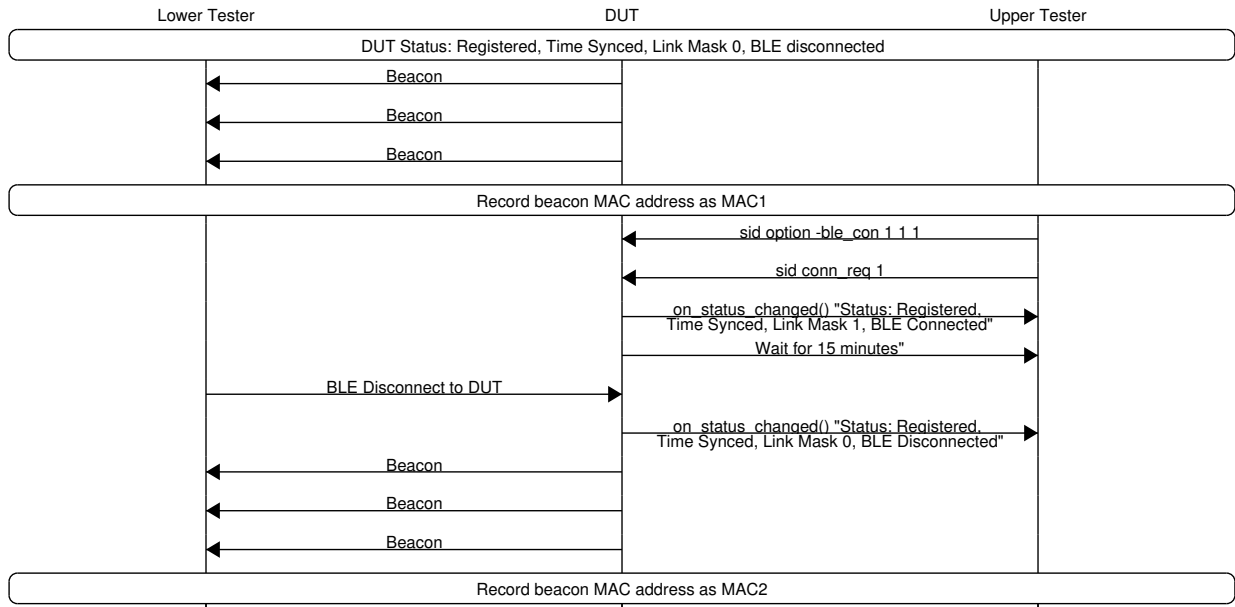 Lower Tester DUT Upper Tester
DUT Status: Registered, Time Synced, Link Mask 0, BLE disconnected
Beacon
Beacon
Beacon
Record beacon MAC address as MAC1
sid option -ble_con 1 1 1
sid conn_req 1
on_status_changed() "Status: Registered,
Time Synced, Link Mask 1, BLE Connected"
Wait for 15 minutes"
BLE Disconnect to DUT
on_status_changed() "Status: Registered,
Time Synced, Link Mask 0, BLE Disconnected"
Beacon
Beacon
Beacon
Record beacon MAC address as MAC2